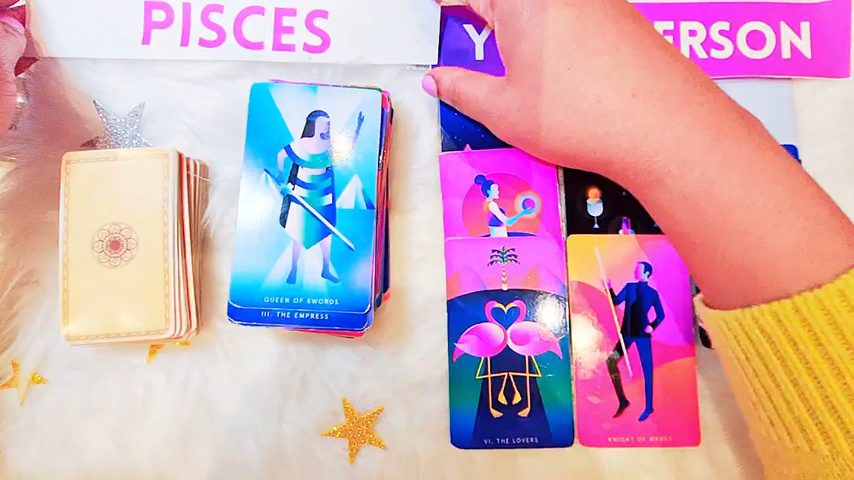 PISCES
Y
ERSON
QUEEN OF SWORDS
III. THE EMPRESS
VI. THE LOVERS
KNIGHT OF WANDS